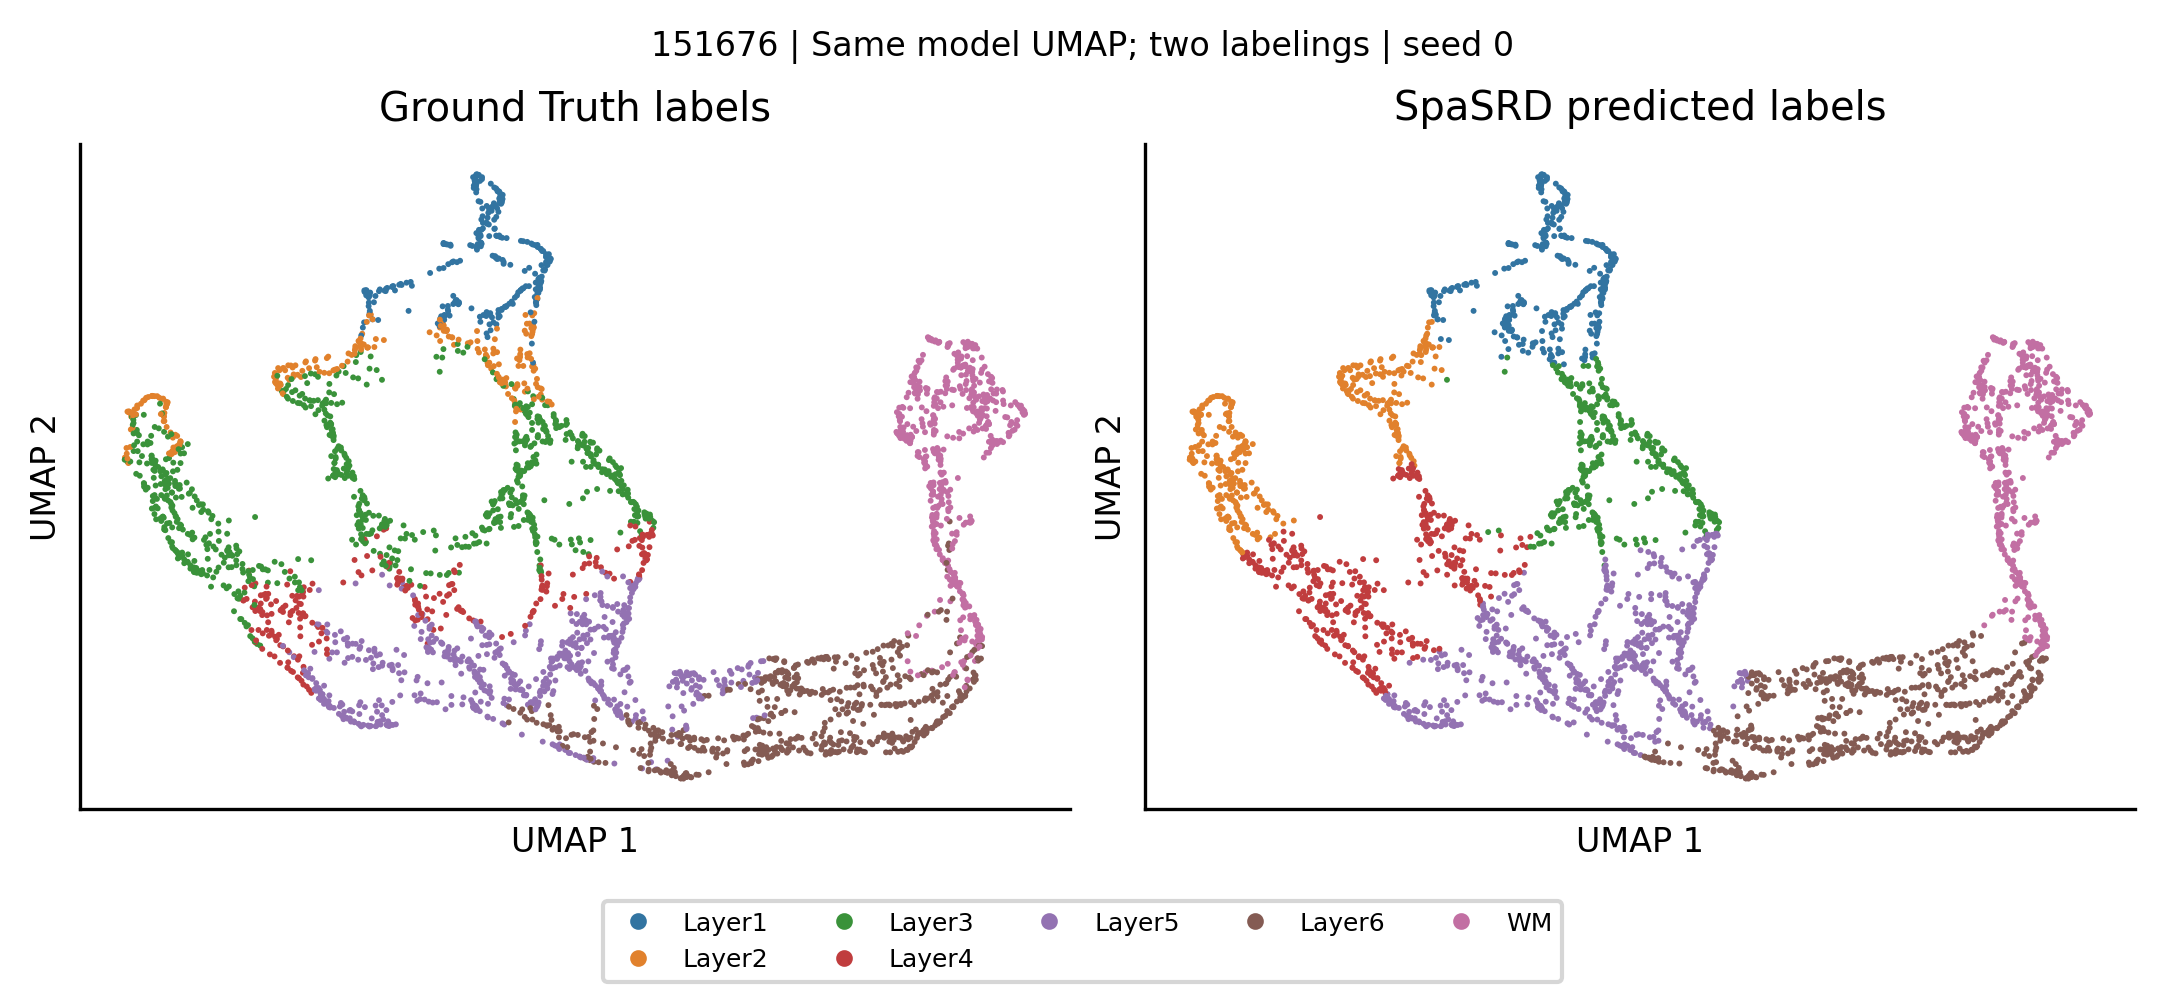 151676 | Same model UMAP; two labelings | seed 0
Ground Truth labels
SpaSRD predicted labels
UMAP 2
UMAP 1
UMAP 2
UMAP 1
Layer1 Layer3 Layer5 Layer6 WM
Layer2 Layer4